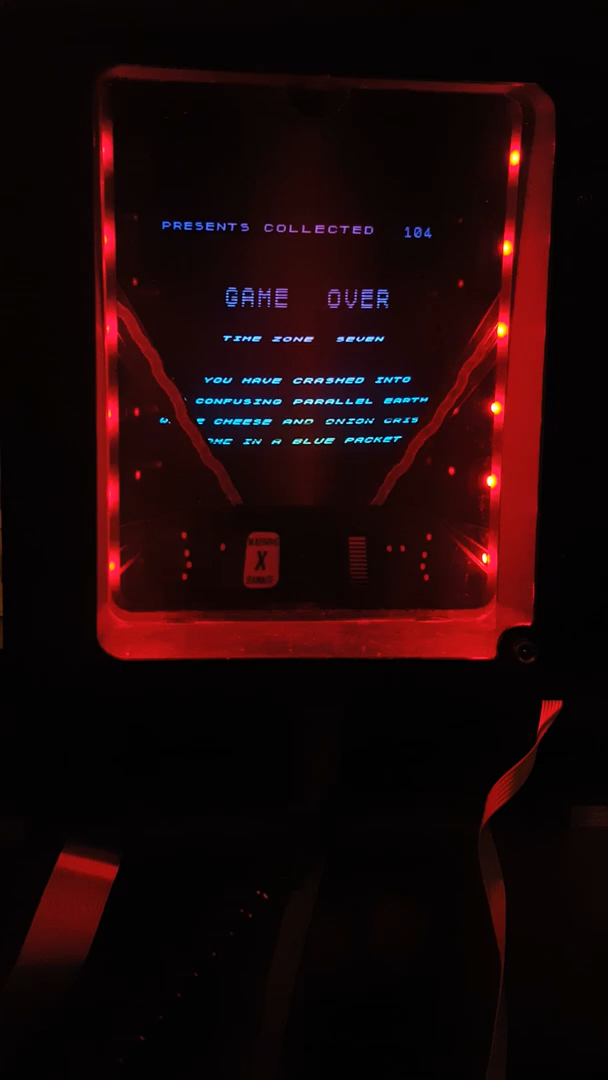 PRESENTS COLLECTED 104
GAME OVER
TIME ZONE SEVEN
YOU HAVE CRASHED INTO
CONFUSING PARALLEL EARTH
CHEESE AND ONION CRIS
IN A BLUE PACKET
X